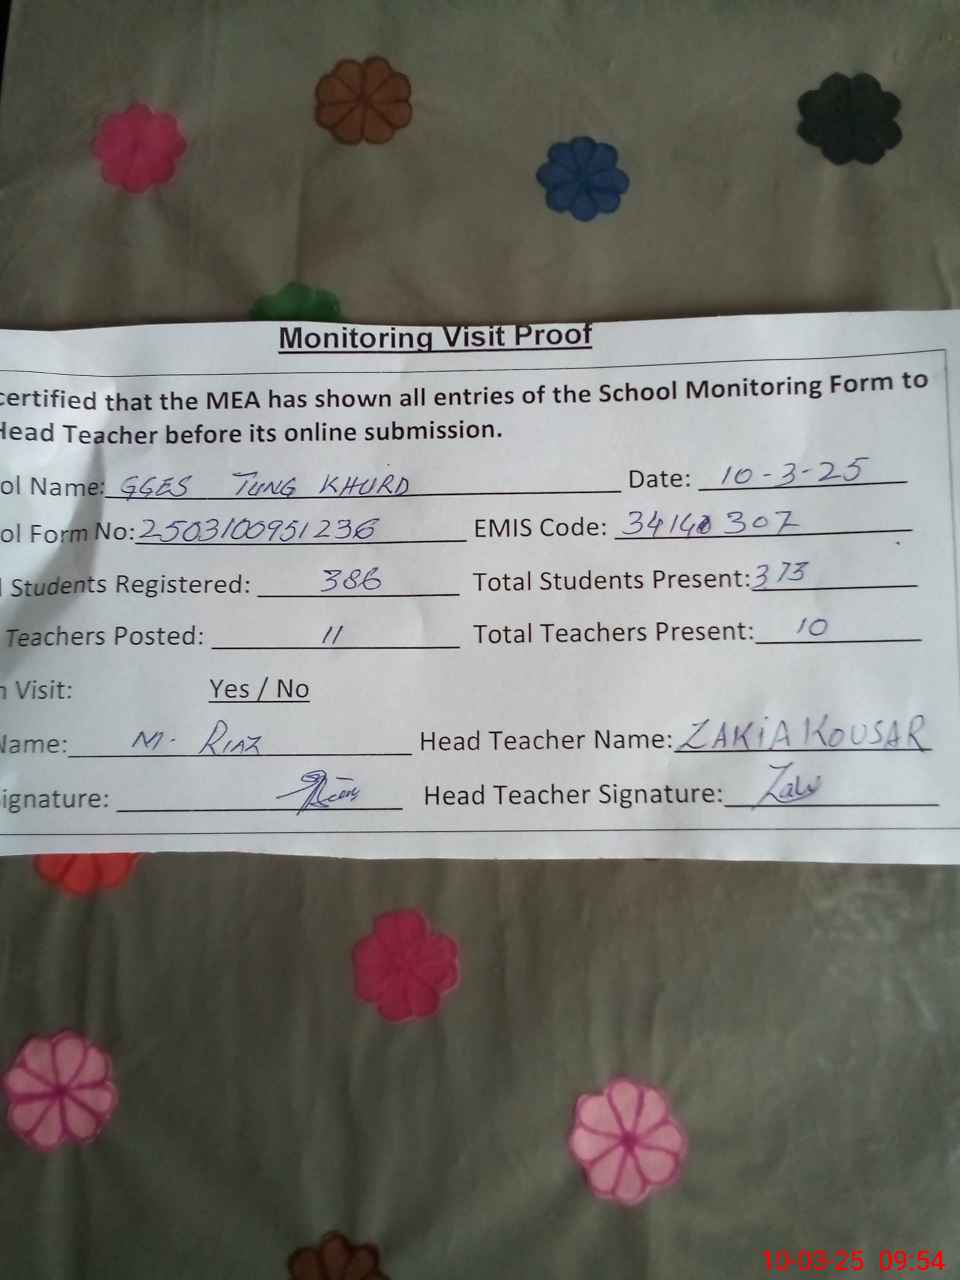 Monitoring Visit Proof
certified that the MEA has shown all entries of the School Monitoring Form to
Head Teacher before its online submission.
ol Name: GGES TUNG KHURD Date: 10-3-25
ol Form No: 2503100951236 EMIS Code: 34140307
l Students Registered: 386 Total Students Present: 373
Teachers Posted: 11 Total Teachers Present: 10
n Visit: Yes / No
Name: M. RIAZ Head Teacher Name: ZAKIA KOUSAR
ignature: Head Teacher Signature:
10-03-25 09:54